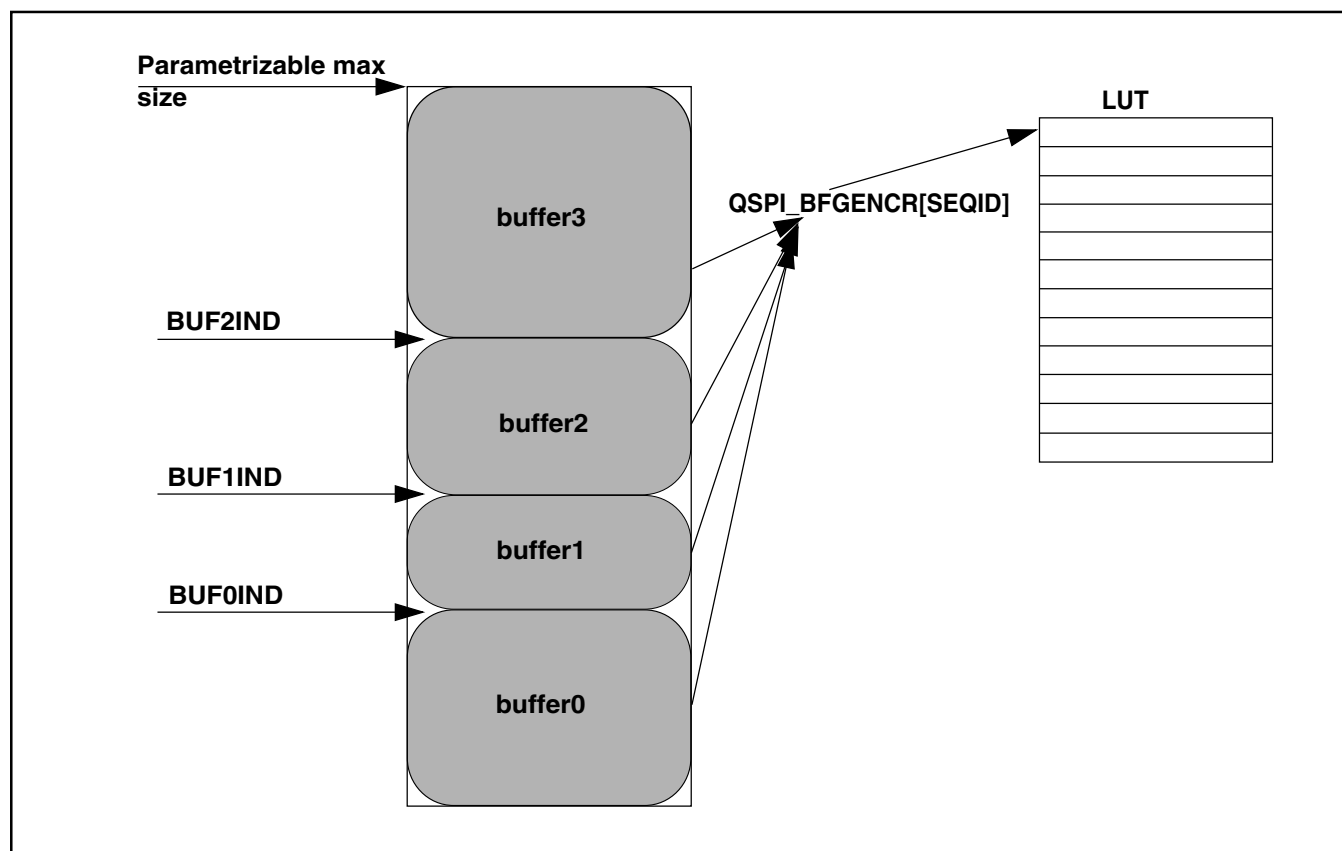 Parametrizable max
size
LUT
QSPI_BFGENCR[SEQID]
buffer3
BUF2IND
buffer2
BUF1IND
buffer1
BUF0IND
buffer0